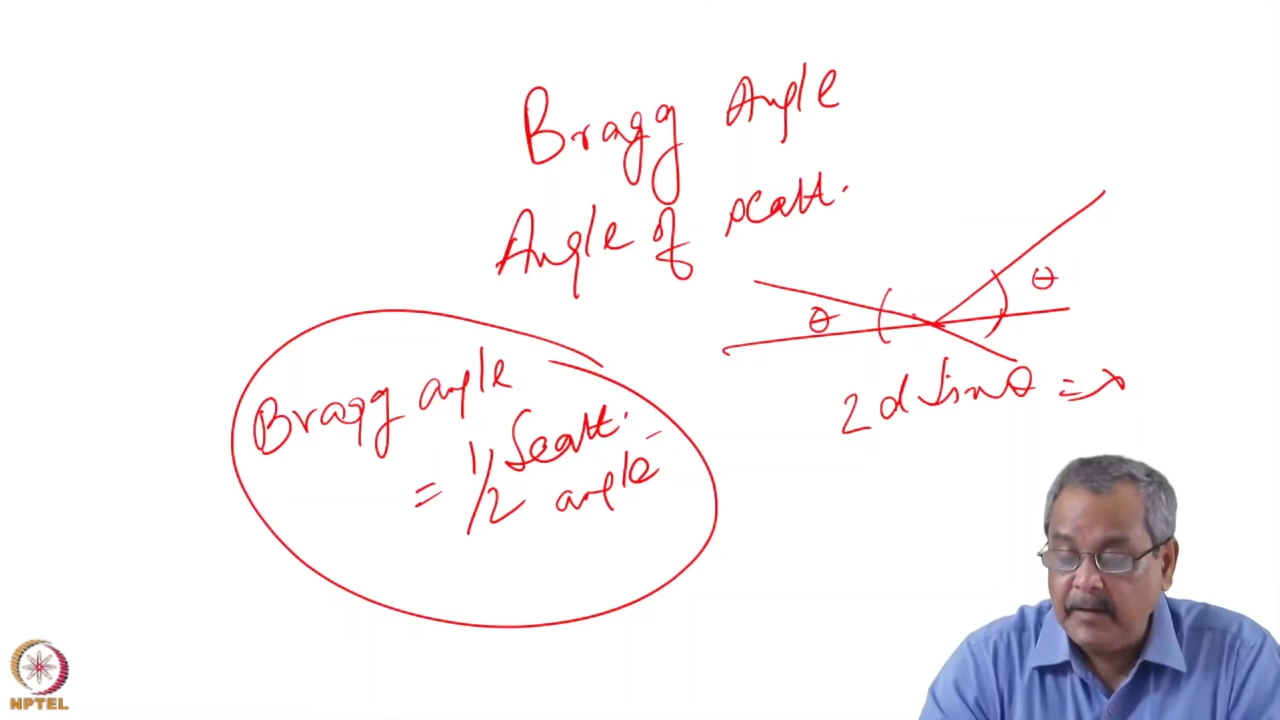 Bragg Angle
Angle of scatt.
θ
θ
2d sinθ = λ
Bragg angle
= 1/2 Scatt.
angle
NPTEL